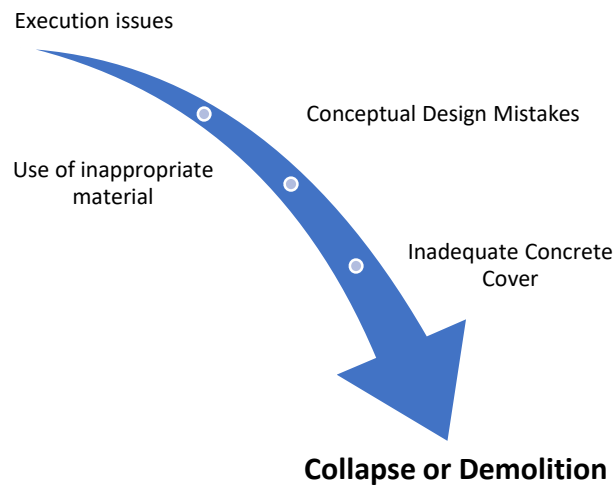 Execution issues
Conceptual Design Mistakes
Use of inappropriate
material
Inadequate Concrete
Cover
Collapse or Demolition